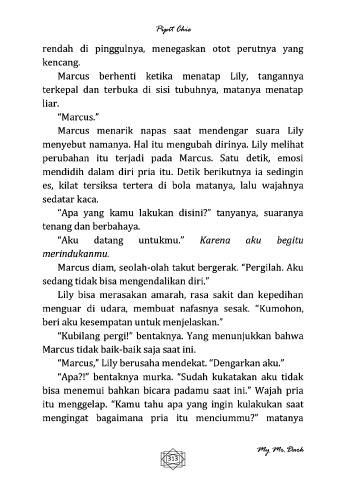 Pipit Chie
rendah di pinggulnya, menegaskan otot perutnya yang
kencang.
Marcus berhenti ketika menatap Lily, tangannya
terkepal dan terbuka di sisi tubuhnya, matanya menatap
liar.
“Marcus.”
Marcus menarik napas saat mendengar suara Lily
menyebut namanya. Hal itu mengubah dirinya. Lily melihat
perubahan itu terjadi pada Marcus. Satu detik, emosi
mendidih dalam diri pria itu. Detik berikutnya ia sedingin
es, kilat tersiksa tertera di bola matanya, lalu wajahnya
sedatar kaca.
“Apa yang kamu lakukan disini?” tanyanya, suaranya
tenang dan berbahaya.
“Aku datang untukmu.” Karena aku begitu
merindukanmu.
Marcus diam, seolah-olah takut bergerak. “Pergilah. Aku
sedang tidak bisa mengendalikan diri.”
Lily bisa merasakan amarah, rasa sakit dan kepedihan
menguar di udara, membuat nafasnya sesak. “Kumohon,
beri aku kesempatan untuk menjelaskan.”
“Kubilang pergi!” bentaknya. Yang menunjukkan bahwa
Marcus tidak baik-baik saja saat ini.
“Marcus,” Lily berusaha mendekat. “Dengarkan aku.”
“Apa?!” bentaknya murka. “Sudah kukatakan aku tidak
bisa menemui bahkan bicara padamu saat ini.” Wajah pria
itu menggelap. “Kamu tahu apa yang ingin kulakukan saat
mengingat bagaimana pria itu menciummu?” matanya
My Mr. Dark
313